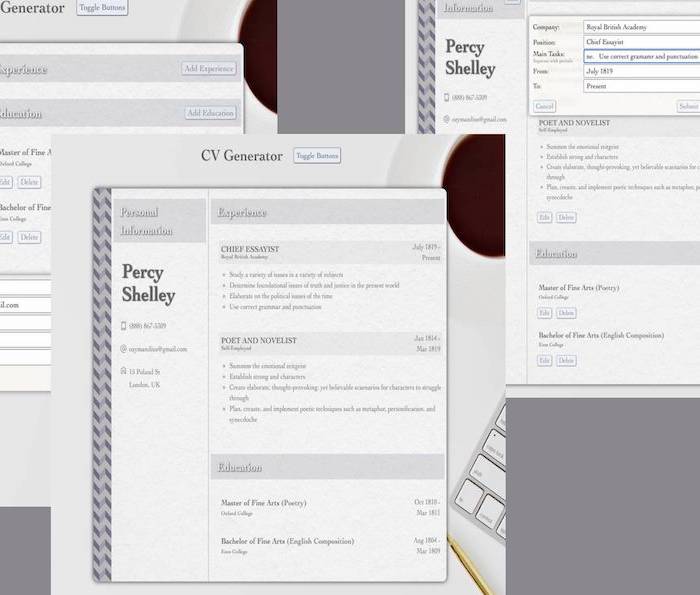 Generator
Toggle Buttons
Experience
Add Experience
Education
Add Education
Master of Fine A
Oxford College
Edit
Delete
Bachelor of Fine
Eton College
Edit
Delete
il.com
Information
Percy
Shelley
(888) 867-5309
ozymandius@gmail.com
Company:
Royal British Academy
Position:
Chief Essayist
Main Tasks:
Separate with periods
ne. Use correct grammer and punctuation
From:
July 1819
To:
Present
Cancel
Submit
POET AND NOVELIST
Self-Employed
Summon the emotional zeitgeist
Establish strong and characters
Create elaborate, thought-provoking, yet believable scaenarios for c
through
Plan, create, and implement poetic techniques such as metaphor, p
synecdoche
Edit
Delete
Education
Master of Fine Arts (Poetry)
Oxford College
Edit
Delete
Bachelor of Fine Arts (English Composition)
Eton College
Edit
Delete
CV Generator
Toggle Buttons
Personal
Information
Percy
Shelley
(888) 867-5309
ozymandius@gmail.com
15 Poland St
London, UK
Experience
CHIEF ESSAYIST
Royal British Academy
July 1819 -
Present
Study a variety of issues in a variety of subjects
Determine foundational issues of truth and justice in the present world
Elaborate on the political issues of the time
Use correct grammar and punctuation
POET AND NOVELIST
Self-Employed
Jan 1814 -
Mar 1819
Summon the emotional zeitgeist
Establish strong and characters
Create elaborate, thought-provoking, yet believable scaenarios for characters to struggle
through
Plan, create, and implement poetic techniques such as metaphor, personification, and
synecdoche
Education
Master of Fine Arts (Poetry)
Oxford College
Oct 1810 -
Mar 1811
Bachelor of Fine Arts (English Composition)
Eton College
Aug 1804 -
Mar 1809